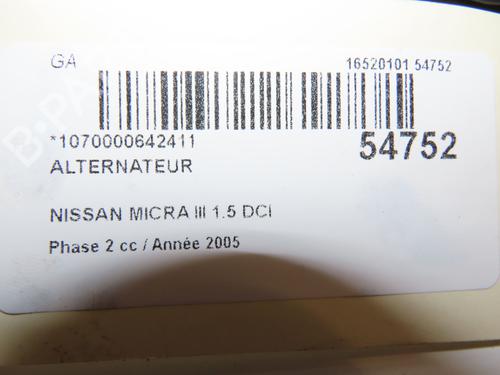 GA
16520101 54752
*1070000642411
54752
ALTERNATEUR
NISSAN MICRA III 1.5 DCI
Phase 2 cc / Année 2005